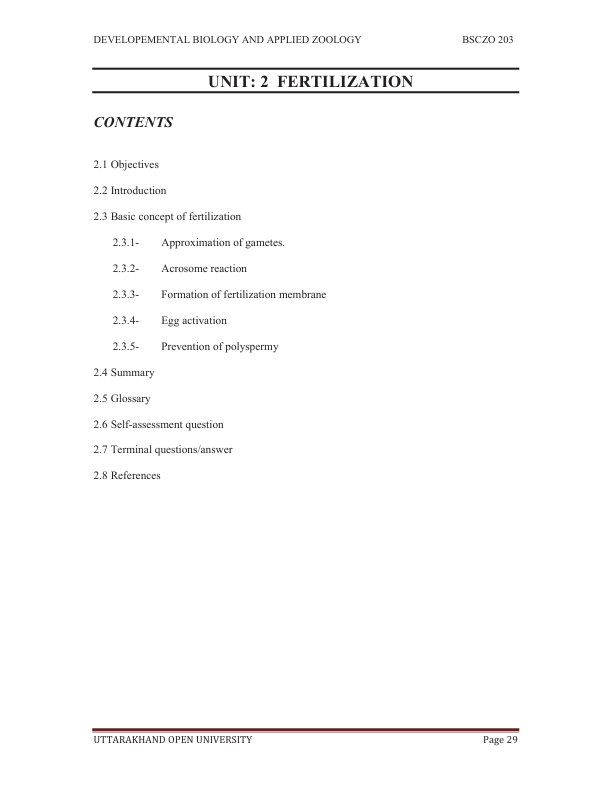 DEVELOPEMENTAL BIOLOGY AND APPLIED ZOOLOGY BSCZO 203
UNIT: 2 FERTILIZATION
CONTENTS
2.1 Objectives
2.2 Introduction
2.3 Basic concept of fertilization
2.3.1- Approximation of gametes.
2.3.2- Acrosome reaction
2.3.3- Formation of fertilization membrane
2.3.4- Egg activation
2.3.5- Prevention of polyspermy
2.4 Summary
2.5 Glossary
2.6 Self-assessment question
2.7 Terminal questions/answer
2.8 References
UTTARAKHAND OPEN UNIVERSITY Page 29